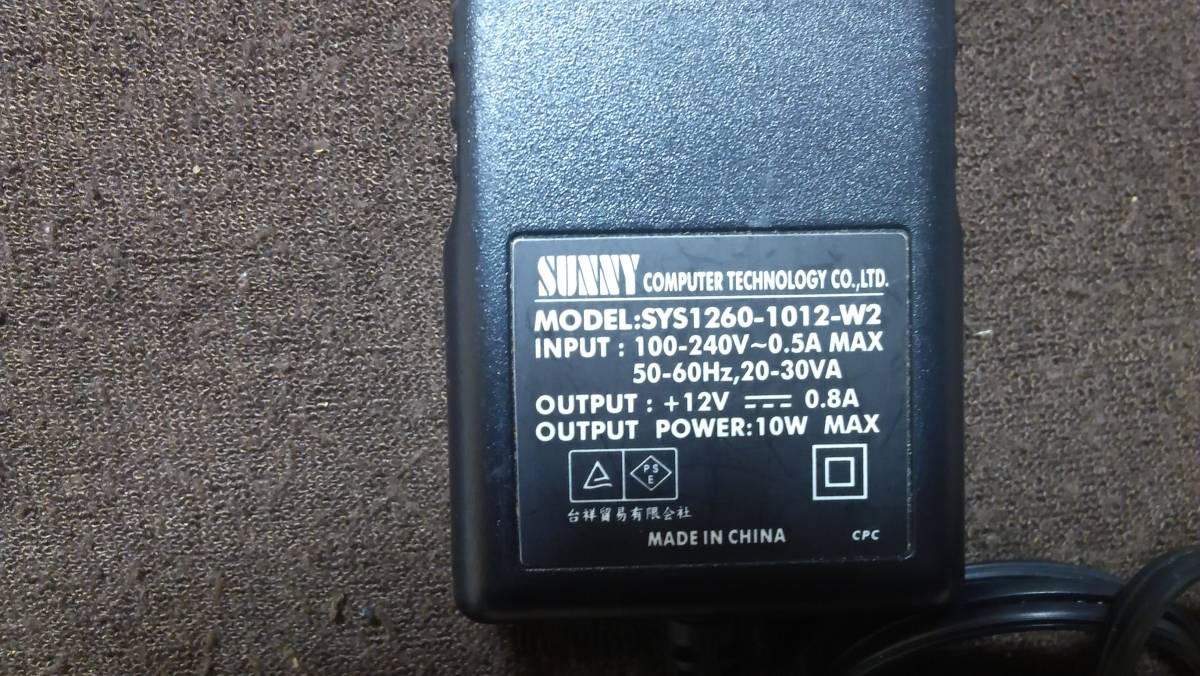 SUNNY COMPUTER TECHNOLOGY CO.,LTD.
MODEL:SYS1260-1012-W2
INPUT : 100-240V~0.5A MAX
50-60Hz,20-30VA
OUTPUT : +12V ⎓ 0.8A
OUTPUT POWER:10W MAX
PS
E
台祥貿易有限会社
MADE IN CHINA
CPC